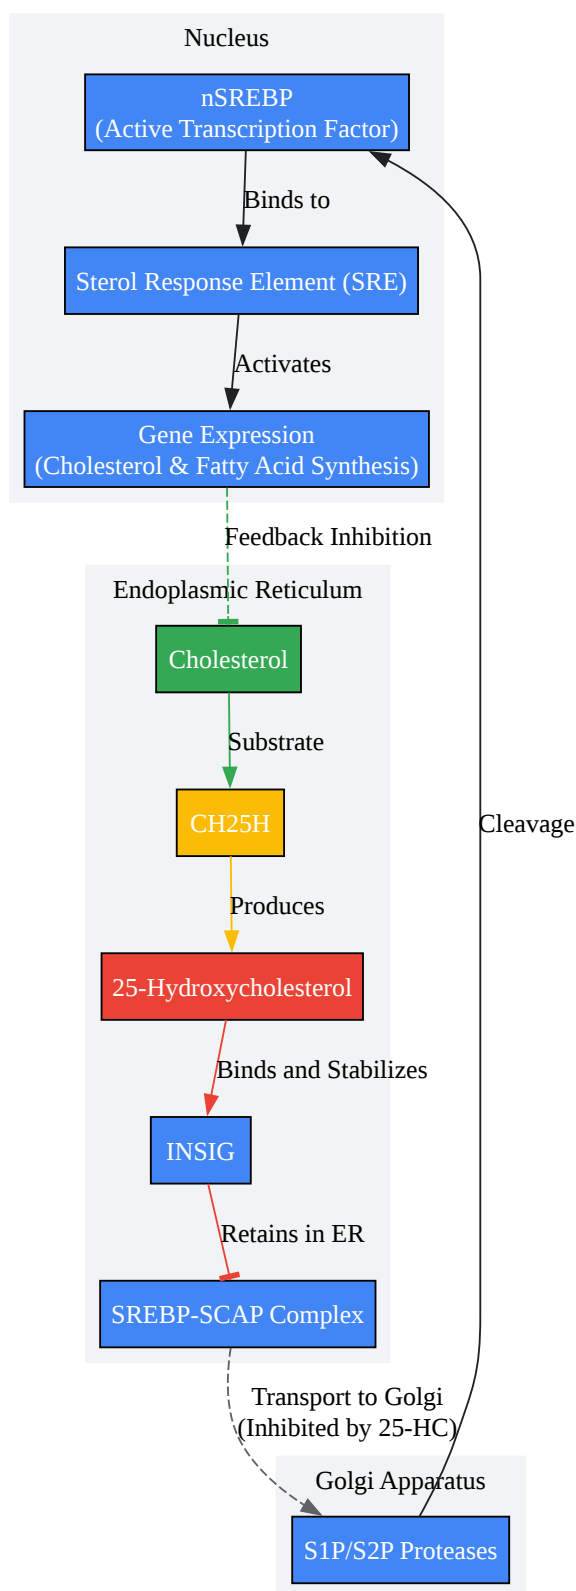 Nucleus
nSREBP
(Active Transcription Factor)
Binds to
Sterol Response Element (SRE)
Activates
Gene Expression
(Cholesterol & Fatty Acid Synthesis)
Feedback Inhibition
Endoplasmic Reticulum
Cholesterol
Substrate
CH25H
Cleavage
Produces
25-Hydroxycholesterol
Binds and Stabilizes
INSIG
Retains in ER
SREBP-SCAP Complex
Transport to Golgi
(Inhibited by 25-HC)
Golgi Apparatus
S1P/S2P Proteases